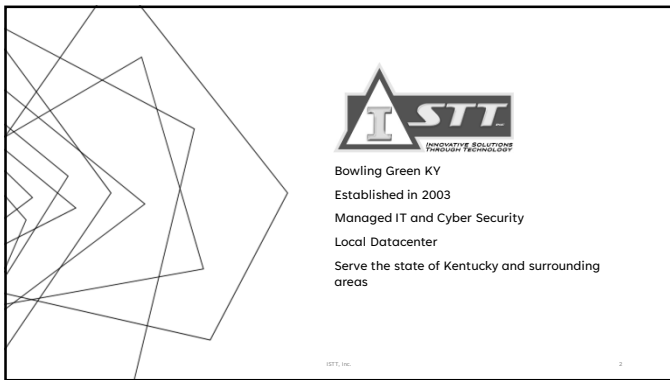 ISTT
INNOVATIVE SOLUTIONS
THROUGH TECHNOLOGY
Bowling Green KY
Established in 2003
Managed IT and Cyber Security
Local Datacenter
Serve the state of Kentucky and surrounding
areas
ISTT, Inc.
2